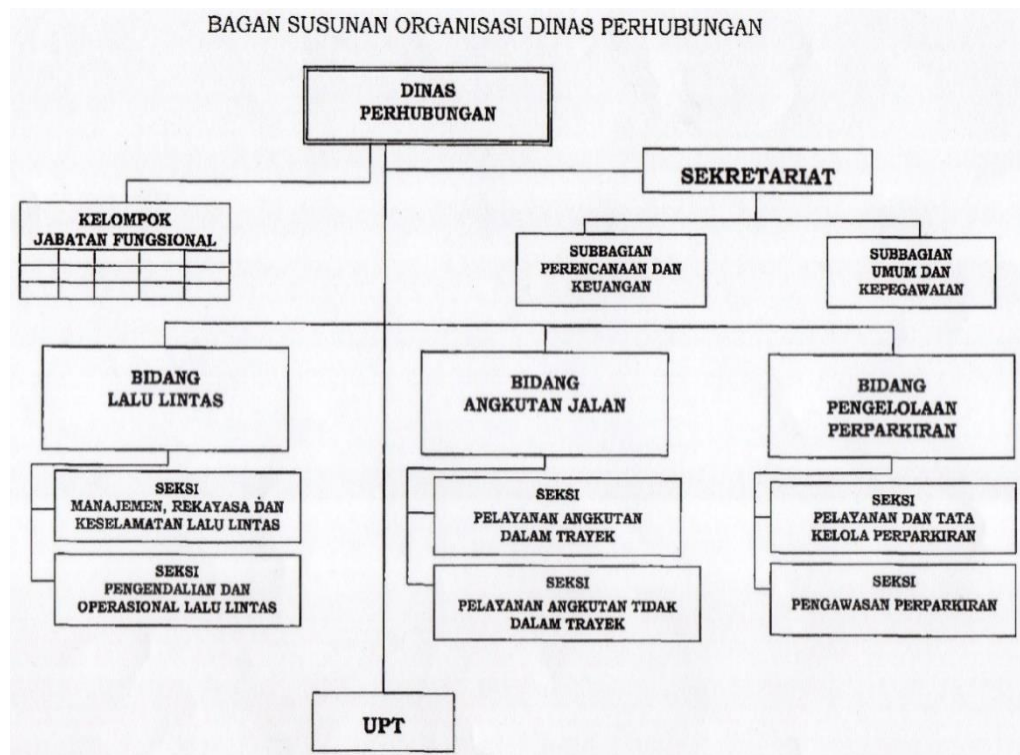 BAGAN SUSUNAN ORGANISASI DINAS PERHUBUNGAN
DINAS
PERHUBUNGAN
SEKRETARIAT
KELOMPOK
JABATAN FUNGSIONAL
SUBBAGIAN
PERENCANAAN DAN
KEUANGAN
SUBBAGIAN
UMUM DAN
KEPEGAWAIAN
BIDANG
LALU LINTAS
BIDANG
ANGKUTAN JALAN
BIDANG
PENGELOLAAN
PERPARKIRAN
SEKSI
MANAJEMEN, REKAYASA DAN
KESELAMATAN LALU LINTAS
SEKSI
PELAYANAN ANGKUTAN
DALAM TRAYEK
SEKSI
PELAYANAN DAN TATA
KELOLA PERPARKIRAN
SEKSI
PENGENDALIAN DAN
OPERASIONAL LALU LINTAS
SEKSI
PELAYANAN ANGKUTAN TIDAK
DALAM TRAYEK
SEKSI
PENGAWASAN PERPARKIRAN
UPT